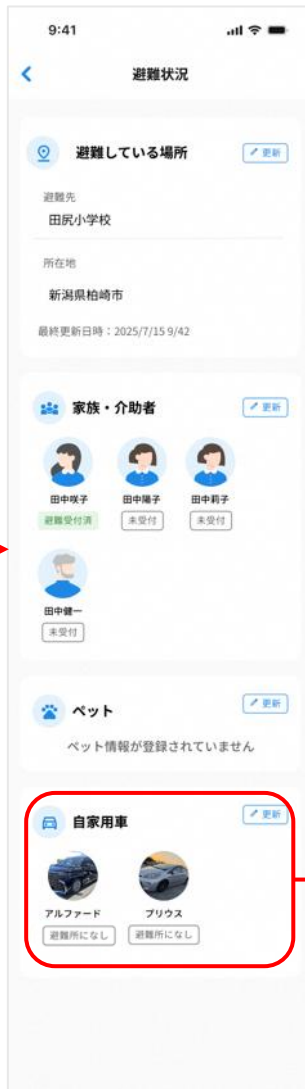 9:41
避難状況
避難している場所
更新
避難先
田尻小学校
所在地
新潟県柏崎市
最終更新日時：2025/7/15 9/42
家族・介助者
更新
田中咲子 田中陽子 田中莉子
避難受付済 未受付 未受付
田中健一
未受付
ペット
更新
ペット情報が登録されていません
自家用車
更新
アルファード プリウス
避難所になし 避難所になし